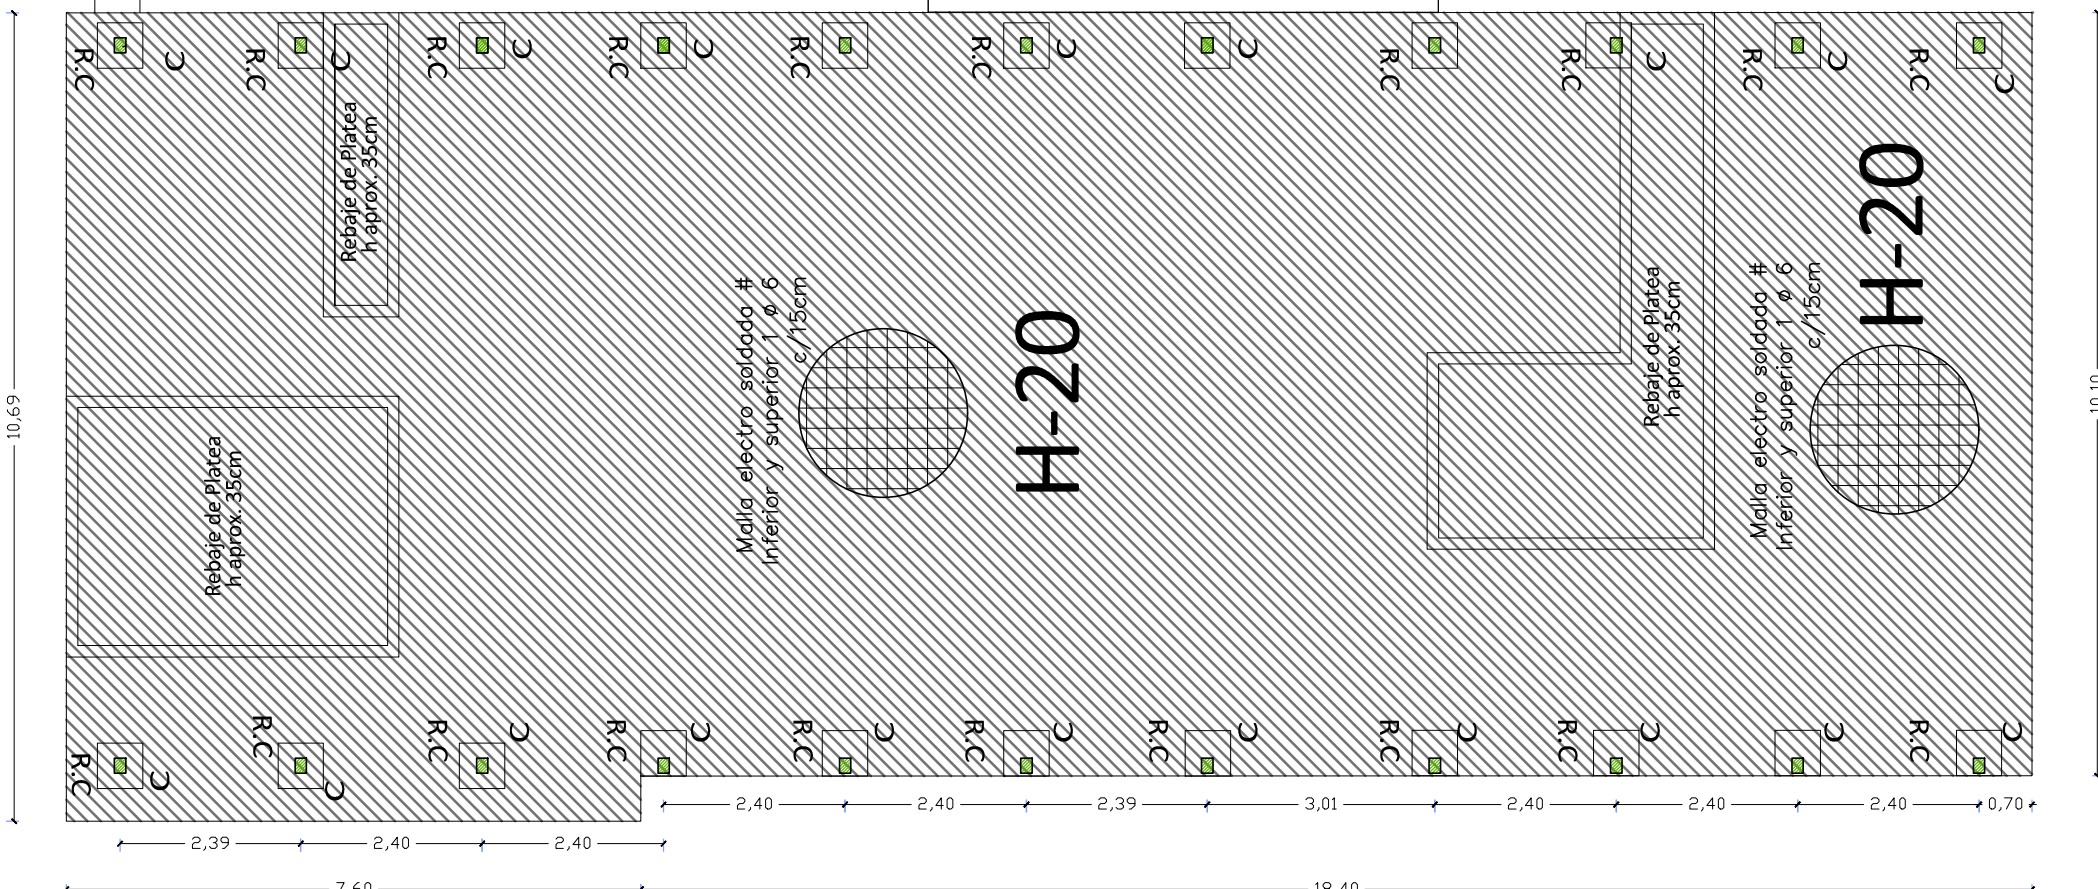 R.C
C
R.C
C
R.C
C
R.C
C
R.C
R.C
C
C
R.C
R.C
C
R.C
C
R.C
C
Rebaje de Platea
h aprox. 35cm
Rebaje de Platea
h aprox. 35cm
Malla electro soldada #
Inferior y superior 1 ø 6
c/15cm
H-20
Rebaje de Platea
h aprox. 35cm
Malla electro soldada #
Inferior y superior 1 ø 6
c/15cm
H-20
10,69
10,10
R.C
C
R.C
C
R.C
C
R.C
C
R.C
C
R.C
C
R.C
C
R.C
C
R.C
C
C
R.C
C
2,40
2,40
2,39
3,01
2,40
2,40
2,40
0,70
2,39
2,40
2,40
7,60
18,40